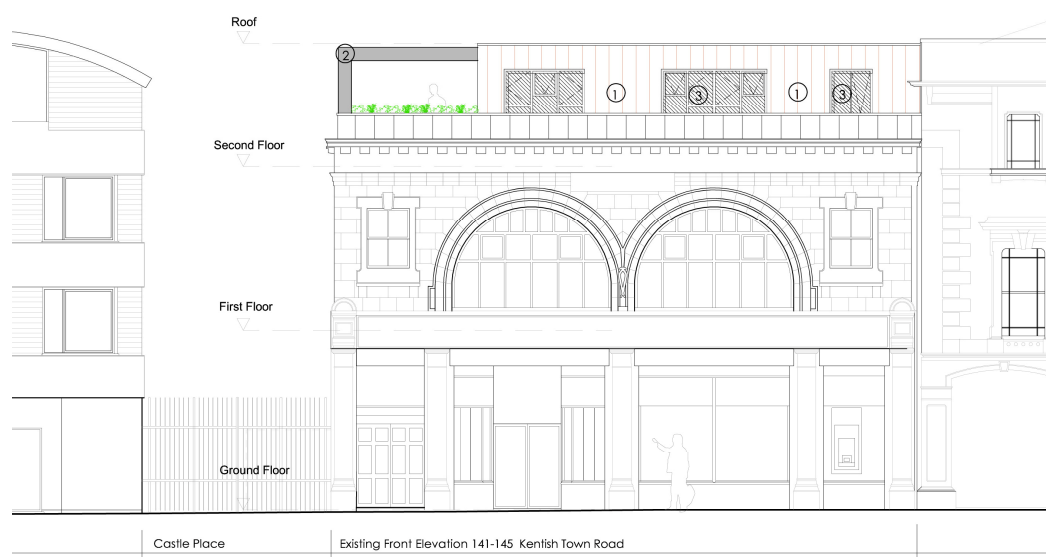 Roof
2
1
3
1
3
Second Floor
First Floor
Ground Floor
Castle Place
Existing Front Elevation 141-145 Kentish Town Road